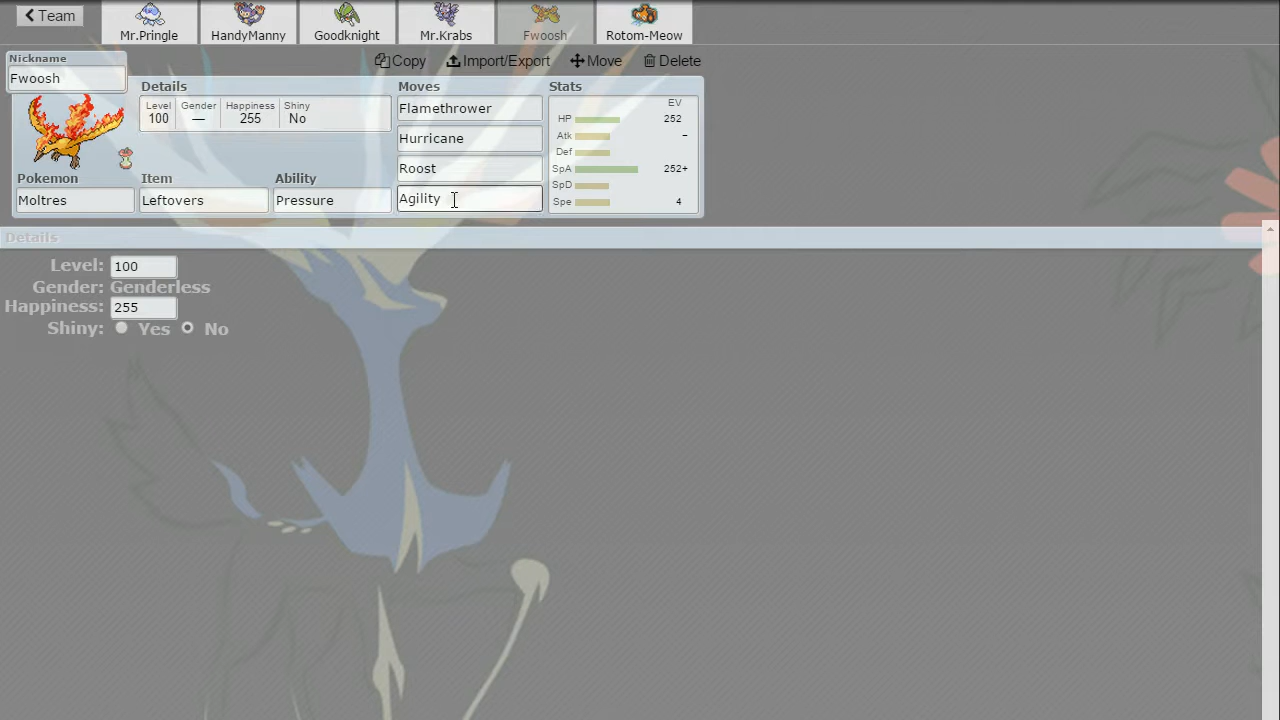 Team
Mr.Pringle HandyManny Goodknight Mr.Krabs Fwoosh Rotom-Meow
Copy Import/Export Move Delete
Nickname
Fwoosh
Details Moves Stats
Level Gender Happiness Shiny
100 — 255 No
Flamethrower
Hurricane
Roost
Agility
EV
HP 252
Atk –
Def
SpA 252+
SpD
Spe 4
Pokemon Item Ability
Moltres Leftovers Pressure
Details
Level: 100
Gender: Genderless
Happiness: 255
Shiny: Yes No